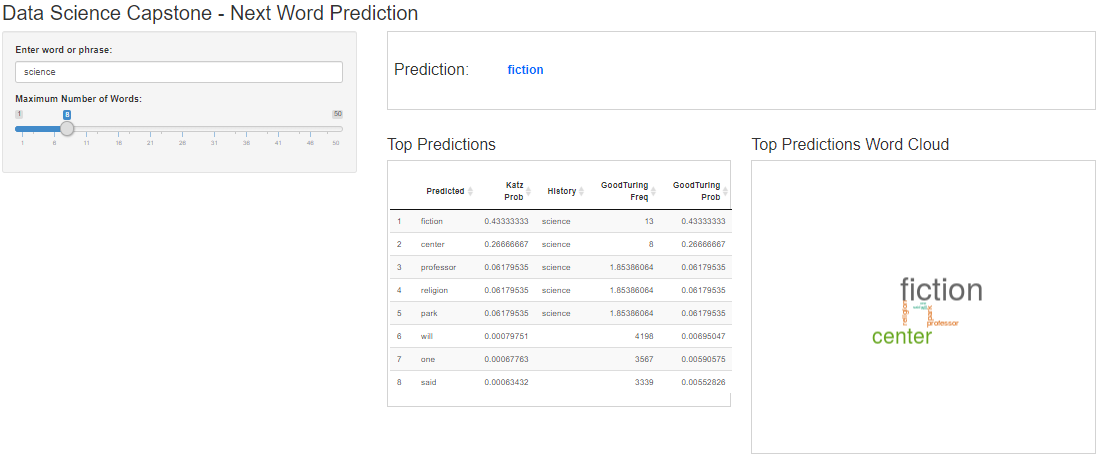 Data Science Capstone - Next Word Prediction
Enter word or phrase:
science
Maximum Number of Words:
1 8 50
1 6 11 16 21 26 31 36 41 46 50
Prediction: fiction
Top Predictions
Predicted Katz Prob History GoodTuring Freq GoodTuring Prob
1 fiction 0.43333333 science 13 0.43333333
2 center 0.26666667 science 8 0.26666667
3 professor 0.06179535 science 1.85386064 0.06179535
4 religion 0.06179535 science 1.85386064 0.06179535
5 park 0.06179535 science 1.85386064 0.06179535
6 will 0.00079751 4198 0.00695047
7 one 0.00067763 3567 0.00590575
8 said 0.00063432 3339 0.00552826
Top Predictions Word Cloud
fiction
religion
park
professor
center